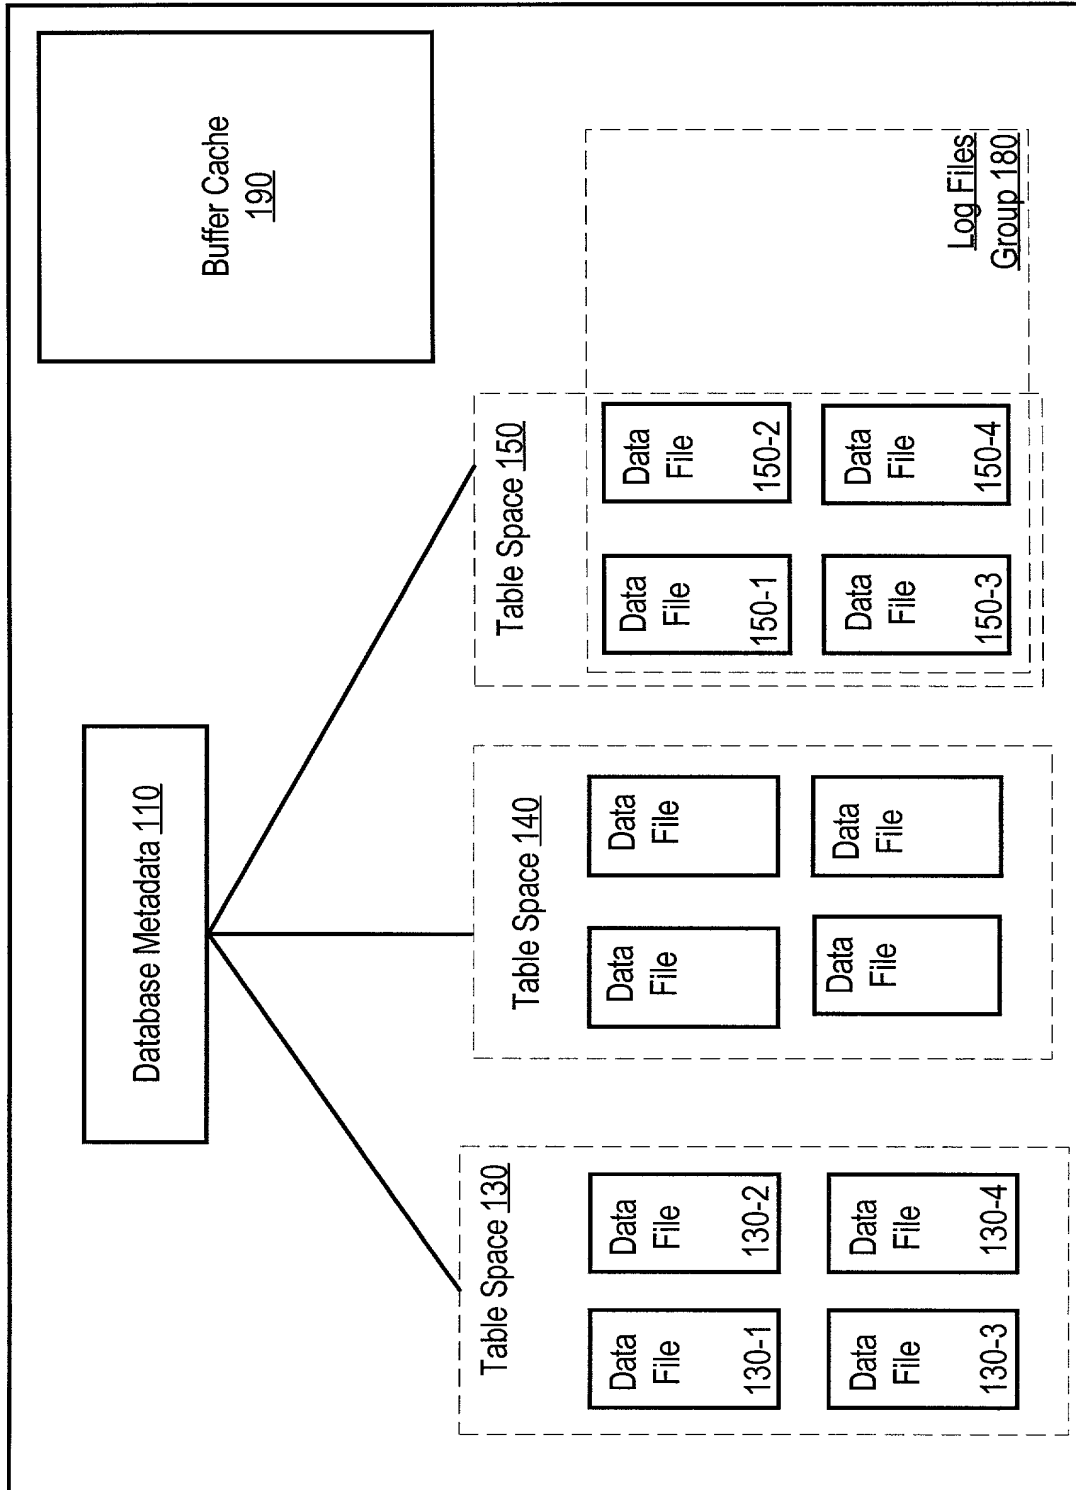 Database Metadata 110
Buffer Cache
190
Table Space 130
Data
File
130-1
Data
File
130-2
Data
File
130-3
Data
File
130-4
Table Space 140
Data
File
Data
File
Data
File
Data
File
Table Space 150
Data
File
150-1
Data
File
150-2
Data
File
150-3
Data
File
150-4
Log Files
Group 180